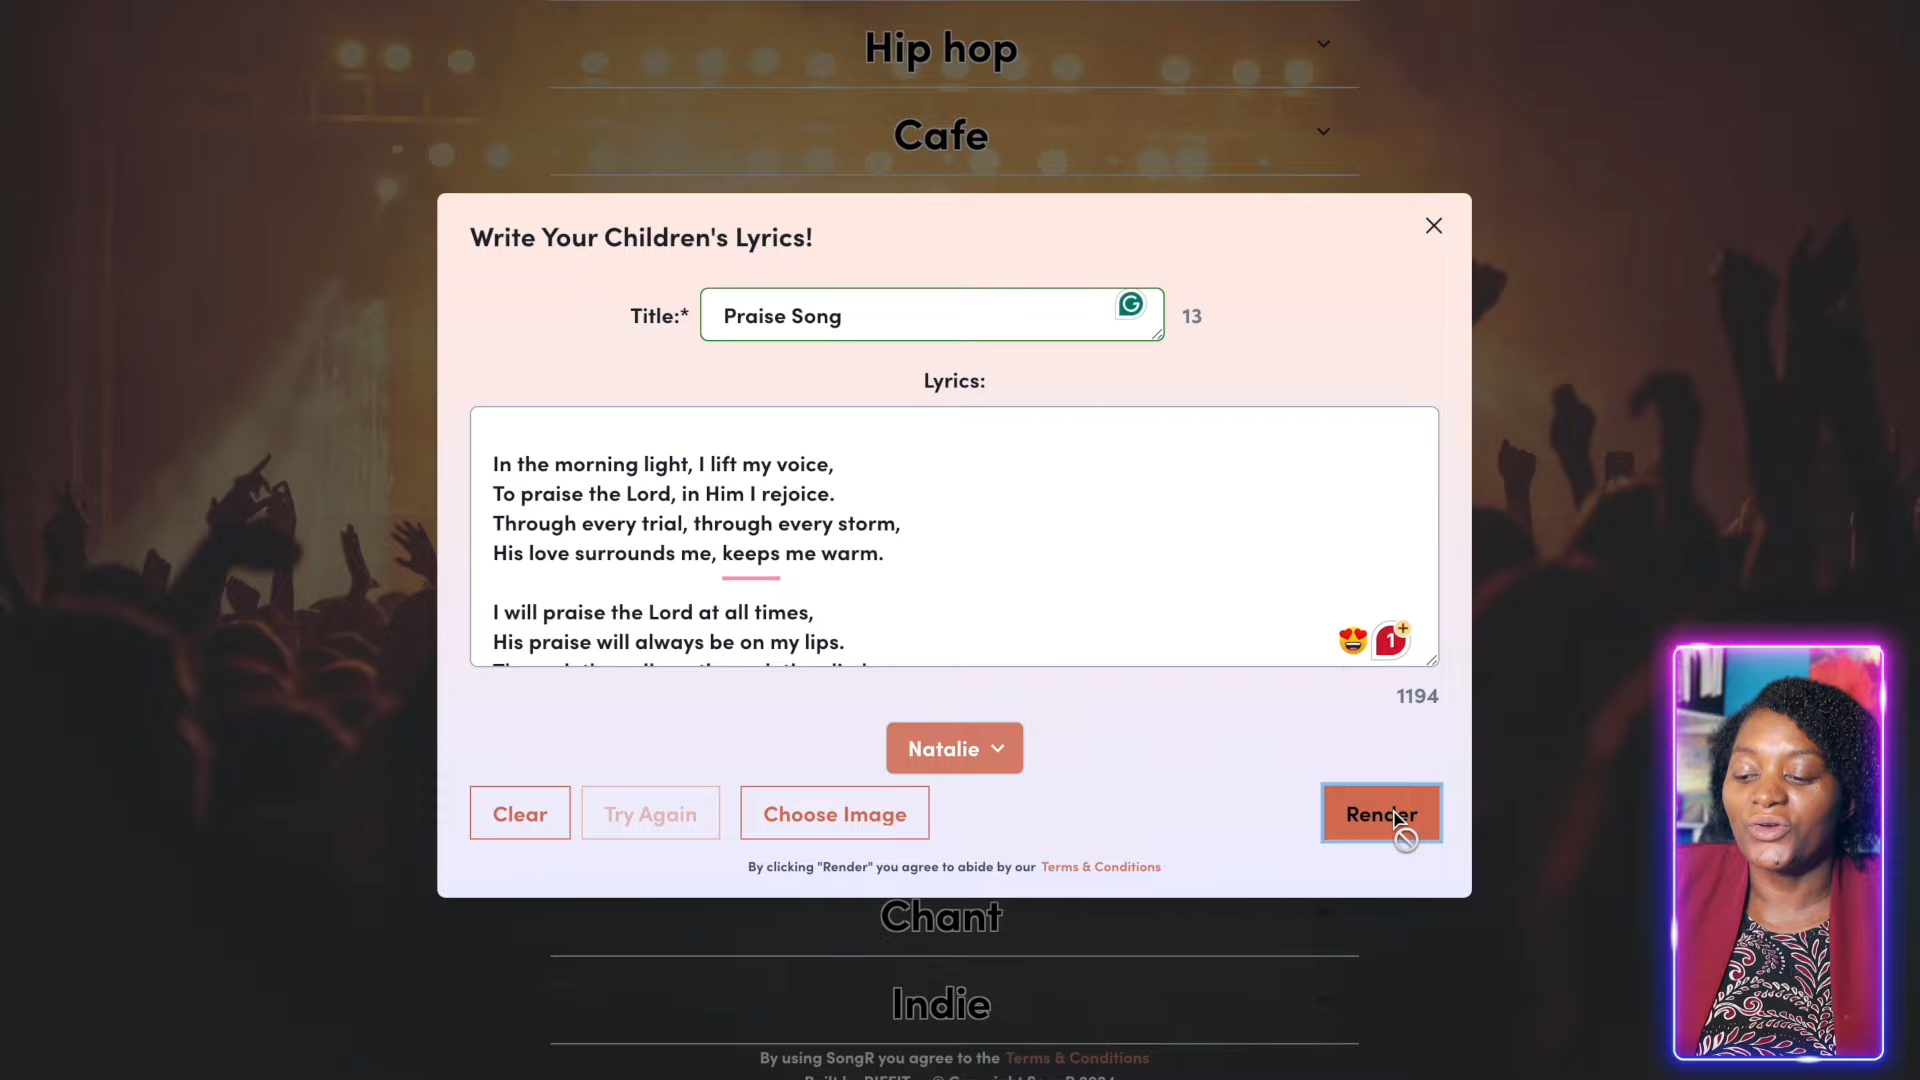 Hip hop
Cafe
Write Your Children's Lyrics!
Title:* Praise Song 13
Lyrics:
In the morning light, I lift my voice,
To praise the Lord, in Him I rejoice.
Through every trial, through every storm,
His love surrounds me, keeps me warm.
I will praise the Lord at all times,
His praise will always be on my lips.
1
1194
Natalie
Clear Try Again Choose Image Render
By clicking "Render" you agree to abide by our Terms & Conditions
Chant
Indie
By using SongR you agree to the Terms & Conditions